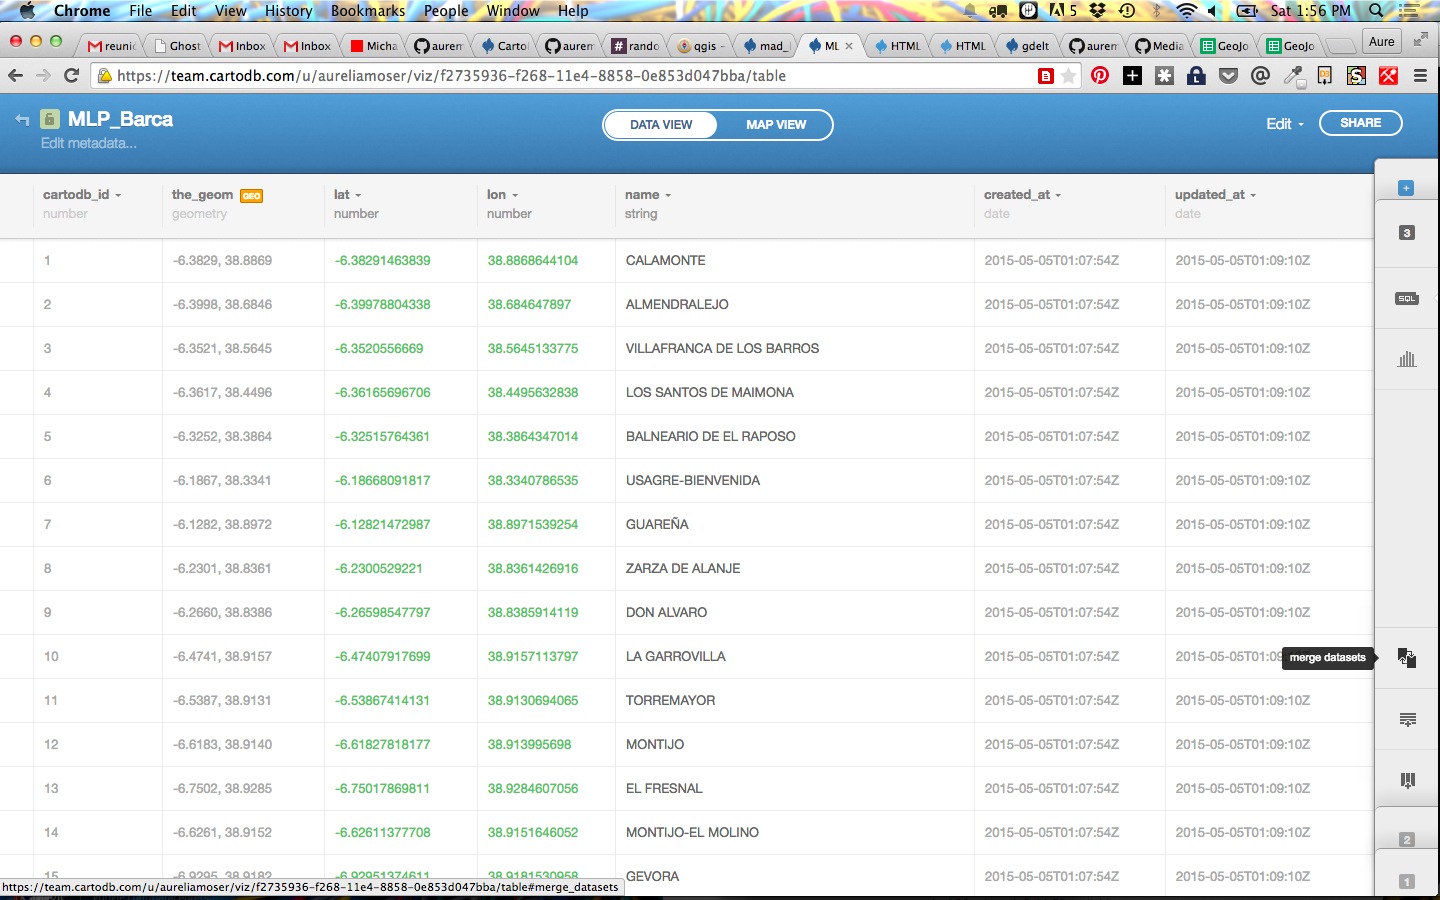 Chrome File Edit View History Bookmarks People Window Help 5 Sat 1:56 PM
reunic Ghost Inbox Inbox Micha aurem Carto aurem rando qgis - mad_ ML HTML HTML gdelt aurem Media GeoJo GeoJo Aure
https://team.cartodb.com/u/aureliamoser/viz/f2735936-f268-11e4-8858-0e853d047bba/table
MLP_Barca DATA VIEW MAP VIEW Edit SHARE
Edit metadata...
cartodb_id the_geom GEO lat lon name created_at updated_at
number geometry number number string date date
1 -6.3829, 38.8869 -6.38291463839 38.8868644104 CALAMONTE 2015-05-05T01:07:54Z 2015-05-05T01:09:10Z
3
2 -6.3998, 38.6846 -6.39978804338 38.684647897 ALMENDRALEJO 2015-05-05T01:07:54Z 2015-05-05T01:09:10Z
SQL
3 -6.3521, 38.5645 -6.3520556669 38.5645133775 VILLAFRANCA DE LOS BARROS 2015-05-05T01:07:54Z 2015-05-05T01:09:10Z
4 -6.3617, 38.4496 -6.36165696706 38.4495632838 LOS SANTOS DE MAIMONA 2015-05-05T01:07:54Z 2015-05-05T01:09:10Z
5 -6.3252, 38.3864 -6.32515764361 38.3864347014 BALNEARIO DE EL RAPOSO 2015-05-05T01:07:54Z 2015-05-05T01:09:10Z
6 -6.1867, 38.3341 -6.18668091817 38.3340786535 USAGRE-BIENVENIDA 2015-05-05T01:07:54Z 2015-05-05T01:09:10Z
7 -6.1282, 38.8972 -6.12821472987 38.8971539254 GUAREÑA 2015-05-05T01:07:54Z 2015-05-05T01:09:10Z
8 -6.2301, 38.8361 -6.2300529221 38.8361426916 ZARZA DE ALANJE 2015-05-05T01:07:54Z 2015-05-05T01:09:10Z
9 -6.2660, 38.8386 -6.26598547797 38.8385914119 DON ALVARO 2015-05-05T01:07:54Z 2015-05-05T01:09:10Z
10 -6.4741, 38.9157 -6.47407917699 38.9157113797 LA GARROVILLA 2015-05-05T01:07:54Z 2015-05-05T01:09 merge datasets
11 -6.5387, 38.9131 -6.53867414131 38.9130694065 TORREMAYOR 2015-05-05T01:07:54Z 2015-05-05T01:09:10Z
12 -6.6183, 38.9140 -6.61827818177 38.913995698 MONTIJO 2015-05-05T01:07:54Z 2015-05-05T01:09:10Z
13 -6.7502, 38.9285 -6.75017869811 38.9284607056 EL FRESNAL 2015-05-05T01:07:54Z 2015-05-05T01:09:10Z
14 -6.6261, 38.9152 -6.62611377708 38.9151646052 MONTIJO-EL MOLINO 2015-05-05T01:07:54Z 2015-05-05T01:09:10Z
2
15 -6.9295, 38.9182 -6.92951374611 38.9181530958 GEVORA 2015-05-05T01:07:54Z 2015-05-05T01:09:10Z
1
https://team.cartodb.com/u/aureliamoser/viz/f2735936-f268-11e4-8858-0e853d047bba/table#merge_datasets